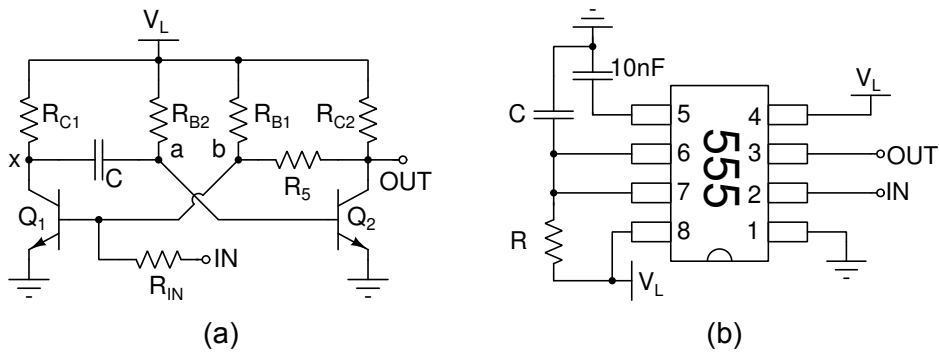 V_L
R_C1
R_B2
R_B1
R_C2
x
a
b
C
R_5
OUT
Q_1
Q_2
IN
R_IN
(a)
10nF
V_L
C
5
4
6
3
OUT
555
7
2
IN
R
8
1
V_L
(b)